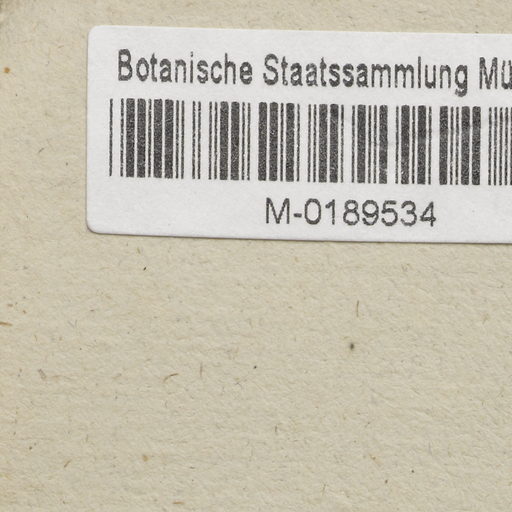 Botanische Staatssammlung Mü
M-0189534